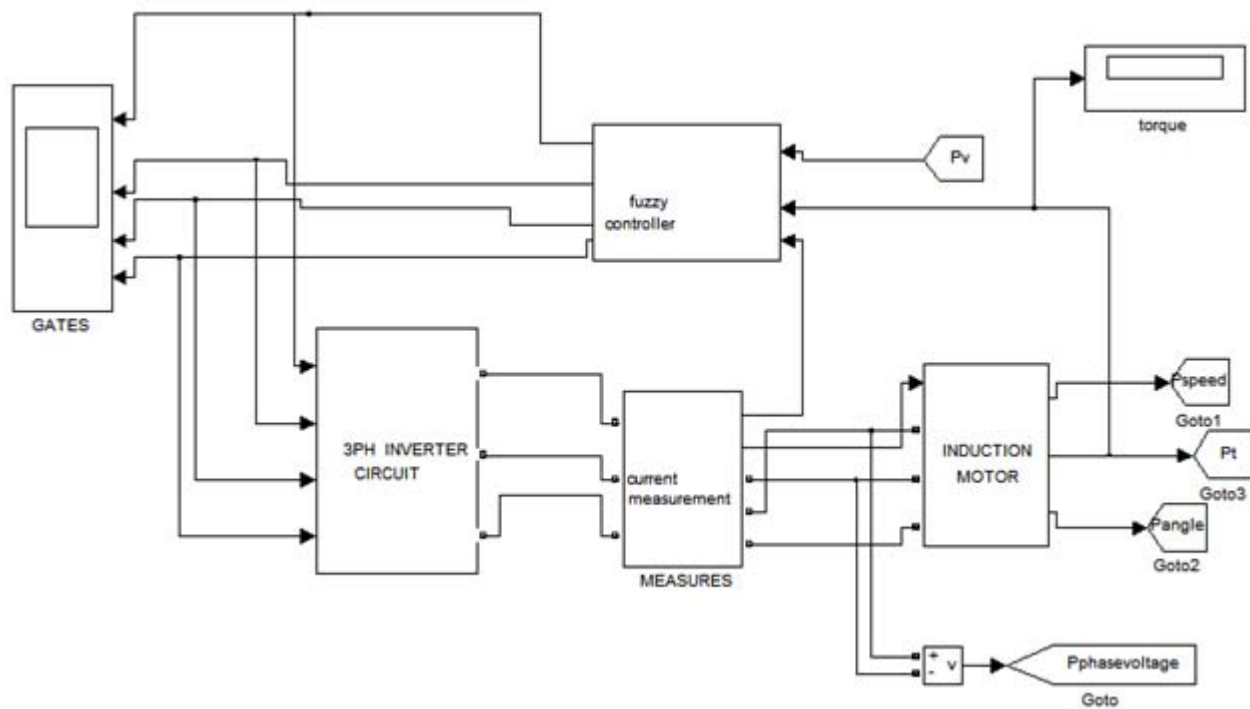 torque
Pv
fuzzy
controller
GATES
3PH INVERTER
CIRCUIT
current
measurement
MEASURES
INDUCTION
MOTOR
Pspeed
Goto1
Pt
Goto3
Pangle
Goto2
+
-
v
Pphasevoltage
Goto